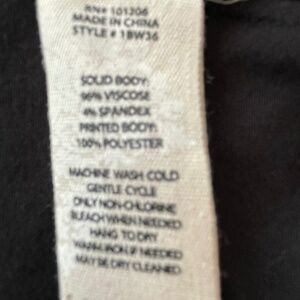 RN# 101206
MADE IN CHINA
STYLE # 1BW36
SOLID BODY:
96% VISCOSE
4% SPANDEX
PRINTED BODY:
100% POLYESTER
MACHINE WASH COLD
GENTLE CYCLE
ONLY NON-CHLORINE
BLEACH WHEN NEEDED
HANG TO DRY
WARM IRON IF NEEDED
MAY BE DRY CLEANED